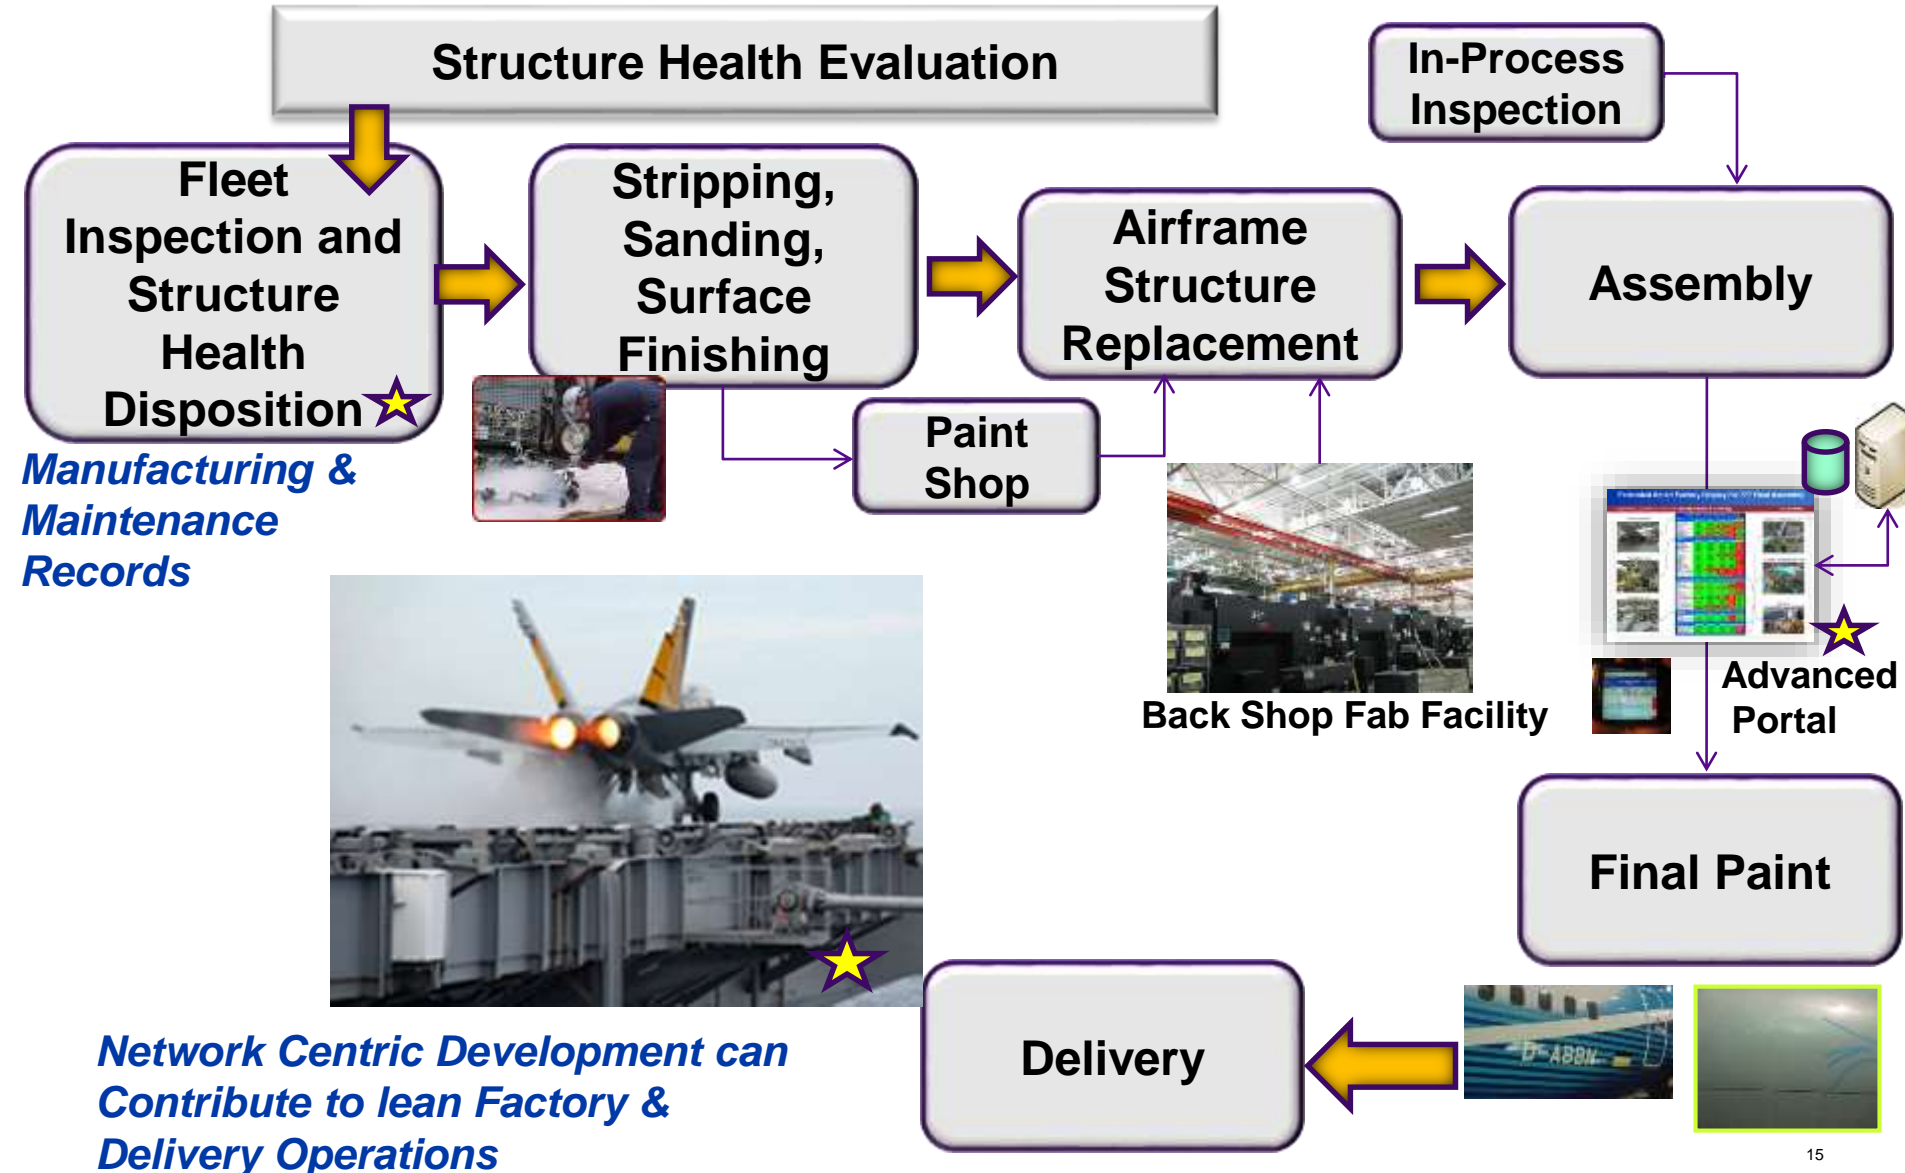 Structure Health Evaluation
In-Process
Inspection
Fleet
Inspection and
Structure
Health
Disposition
Stripping,
Sanding,
Surface
Finishing
Airframe
Structure
Replacement
Assembly
Paint
Shop
Manufacturing &
Maintenance
Records
Back Shop Fab Facility
Advanced
Portal
Final Paint
D-ABBN
Delivery
Network Centric Development can
Contribute to lean Factory &
Delivery Operations
15